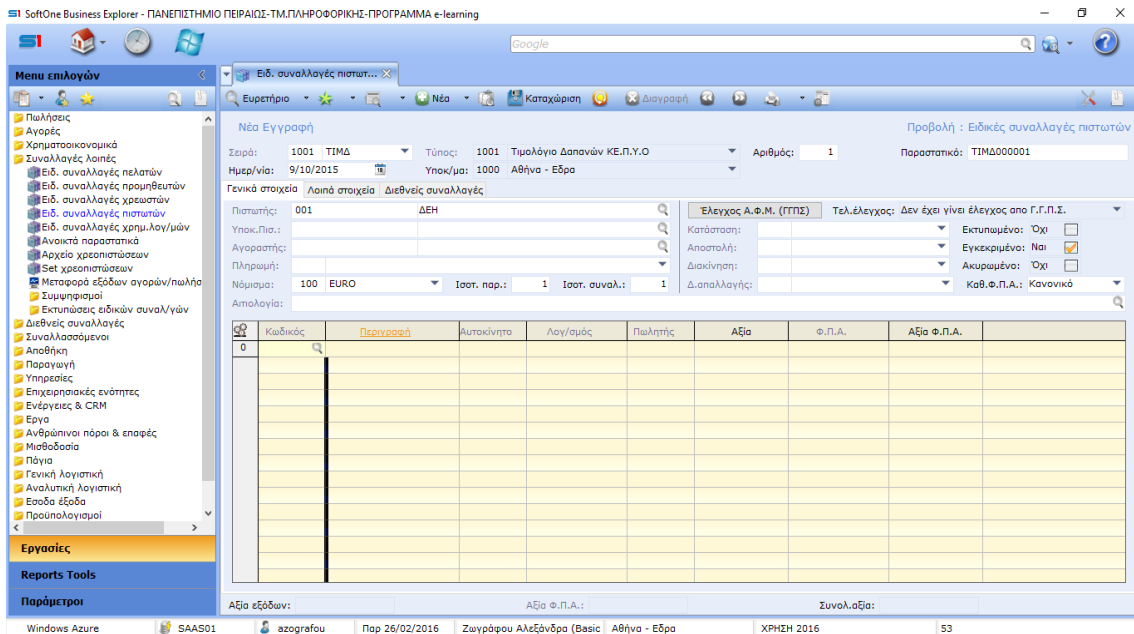 S1 SoftOne Business Explorer - ΠΑΝΕΠΙΣΤΗΜΙΟ ΠΕΙΡΑΙΩΣ-ΤΜ.ΠΛΗΡΟΦΟΡΙΚΗΣ-ΠΡΟΓΡΑΜΜΑ e-learning
S1
Google
Menu επιλογών
Ειδ. συναλλαγές πιστωτ...
Ευρετήριο
Νέα
Καταχώριση
Διαγραφή
Πωλήσεις
Αγορές
Χρηματοοικονομικά
Συναλλαγές λοιπές
Ειδ. συναλλαγές πελατών
Ειδ. συναλλαγές προμηθευτών
Ειδ. συναλλαγές χρεωστών
Ειδ. συναλλαγές πιστωτών
Ειδ. συναλλαγές χρημ.λογ/μών
Ανοικτά παραστατικά
Αρχείο χρεοπιστώσεων
Set χρεοπιστώσεων
Μεταφορά εξόδων αγορών/πωλήσ
Συμψηφισμοί
Εκτυπώσεις ειδικών συναλ/γών
Διεθνείς συναλλαγές
Συναλλασσόμενοι
Αποθήκη
Παραγωγή
Υπηρεσίες
Επιχειρησιακές ενότητες
Ενέργειες & CRM
Εργα
Ανθρώπινοι πόροι & επαφές
Μισθοδοσία
Πάγια
Γενική λογιστική
Αναλυτική λογιστική
Εσοδα έξοδα
Προϋπολογισμοί
Εργασίες
Reports Tools
Παράμετροι
Νέα Εγγραφή
Προβολή : Ειδικές συναλλαγές πιστωτών
Σειρά: 1001 ΤΙΜΔ Τύπος: 1001 Τιμολόγιο Δαπανών ΚΕ.Π.Υ.Ο Αριθμός: 1 Παραστατικό: ΤΙΜΔ000001
Ημερ/νία: 9/10/2015 Υποκ/μα: 1000 Αθήνα - Εδρα
Γενικά στοιχεία Λοιπά στοιχεία Διεθνείς συναλλαγές
Πιστωτής: 001 ΔΕΗ Έλεγχος Α.Φ.Μ. (ΓΓΠΣ) Τελ.έλεγχος: Δεν έχει γίνει έλεγχος απο Γ.Γ.Π.Σ.
Υποκ.Πισ.: Κατάσταση: Εκτυπωμένο: Όχι
Αγοραστής: Αποστολή: Εγκεκριμένο: Ναι
Πληρωμή: Διακίνηση: Ακυρωμένο: Όχι
Νόμισμα: 100 EURO Ισοτ. παρ.: 1 Ισοτ. συναλ.: 1 Δ.απαλλαγής: Καθ.Φ.Π.Α.: Κανονικό
Αιτιολογία:
Κωδικός Περιγραφή Αυτοκίνητο Λογ/σμός Πωλητής Αξία Φ.Π.Α. Αξία Φ.Π.Α.
0
Αξία εξόδων: Αξία Φ.Π.Α.: Συνολ.αξία:
Windows Azure SAAS01 azografou Παρ 26/02/2016 Ζωγράφου Αλεξάνδρα (Basic Αθήνα - Εδρα ΧΡΗΣΗ 2016 53